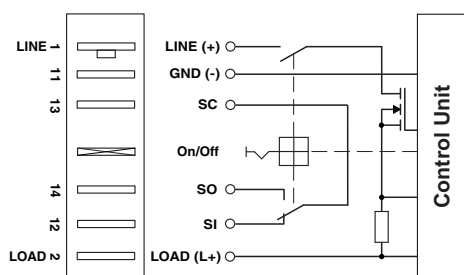 LINE 1
11
13
14
12
LOAD 2
LINE (+)
GND (-)
SC
On/Off
SO
SI
LOAD (L+)
Control Unit